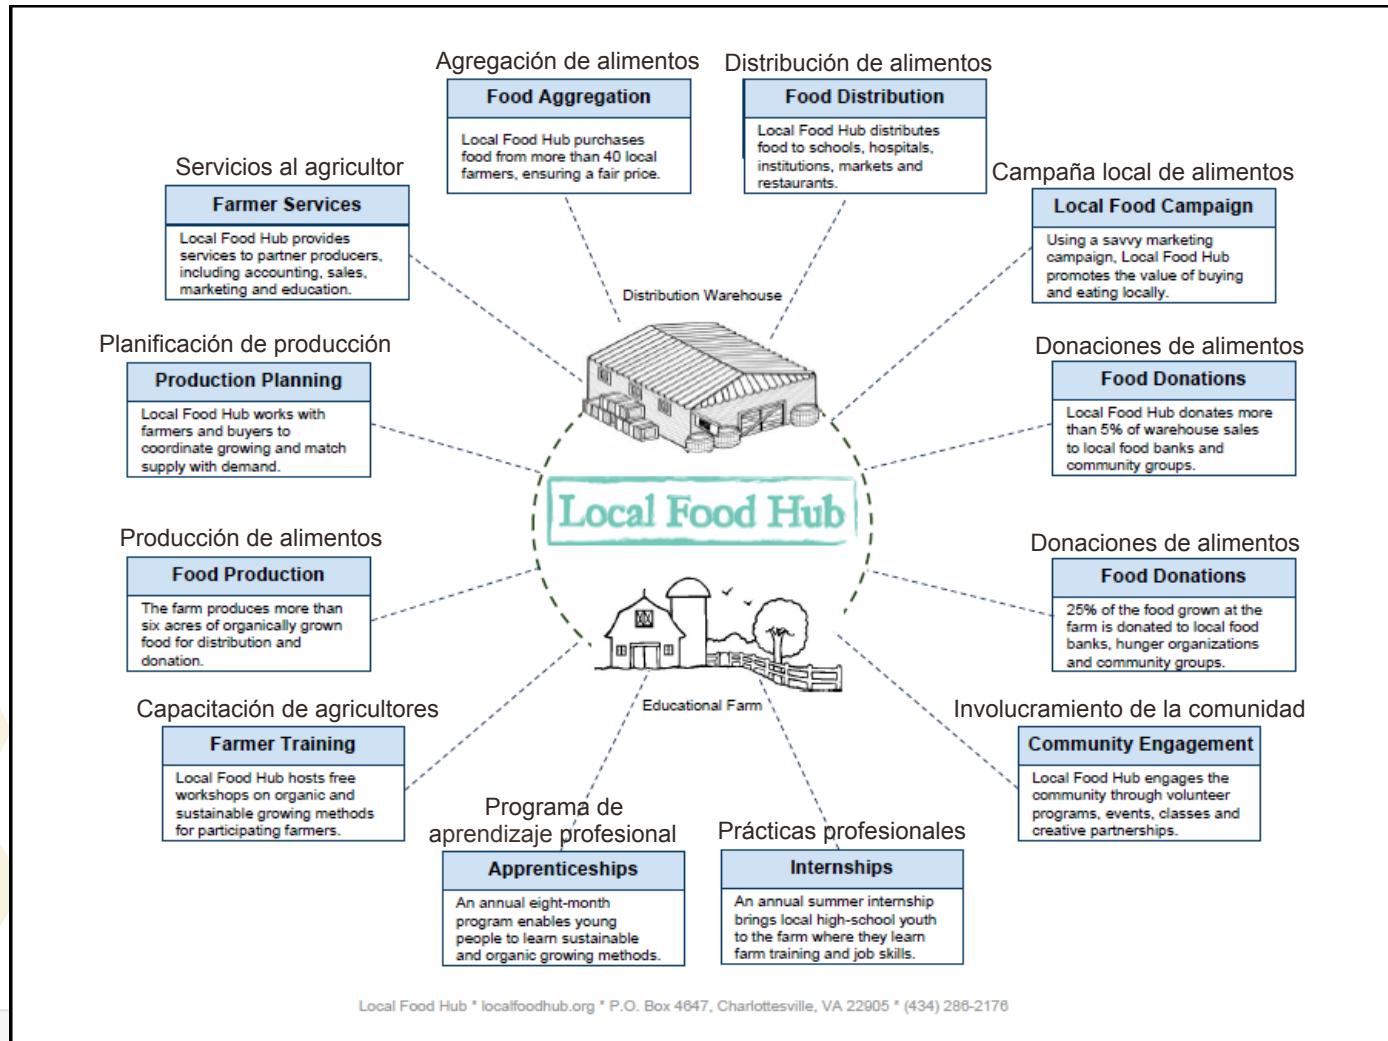 Agregación de alimentos
Food Aggregation
Local Food Hub purchases
food from more than 40 local
farmers, ensuring a fair price.
Distribución de alimentos
Food Distribution
Local Food Hub distributes
food to schools, hospitals,
institutions, markets and
restaurants.
Servicios al agricultor
Farmer Services
Local Food Hub provides
services to partner producers,
including accounting, sales,
marketing and education.
Campaña local de alimentos
Local Food Campaign
Using a savvy marketing
campaign, Local Food Hub
promotes the value of buying
and eating locally.
Distribution Warehouse
Planificación de producción
Production Planning
Local Food Hub works with
farmers and buyers to
coordinate growing and match
supply with demand.
Donaciones de alimentos
Food Donations
Local Food Hub donates more
than 5% of warehouse sales
to local food banks and
community groups.
Local Food Hub
Producción de alimentos
Food Production
The farm produces more than
six acres of organically grown
food for distribution and
donation.
Donaciones de alimentos
Food Donations
25% of the food grown at the
farm is donated to local food
banks, hunger organizations
and community groups.
Educational Farm
Capacitación de agricultores
Farmer Training
Local Food Hub hosts free
workshops on organic and
sustainable growing methods
for participating farmers.
Involucramiento de la comunidad
Community Engagement
Local Food Hub engages the
community through volunteer
programs, events, classes and
creative partnerships.
Programa de
aprendizaje profesional
Apprenticeships
An annual eight-month
program enables young
people to learn sustainable
and organic growing methods.
Prácticas profesionales
Internships
An annual summer internship
brings local high-school youth
to the farm where they learn
farm training and job skills.
Local Food Hub * localfoodhub.org * P.O. Box 4647, Charlottesville, VA 22905 * (434) 286-2176